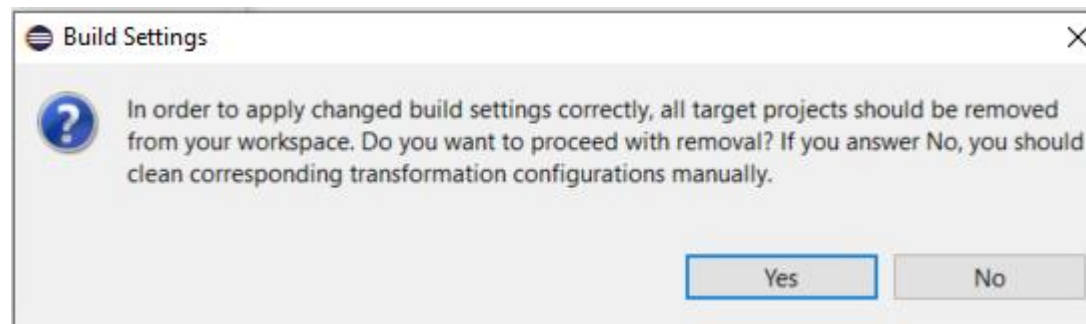 Build Settings
In order to apply changed build settings correctly, all target projects should be removed
from your workspace. Do you want to proceed with removal? If you answer No, you should
clean corresponding transformation configurations manually.
Yes No